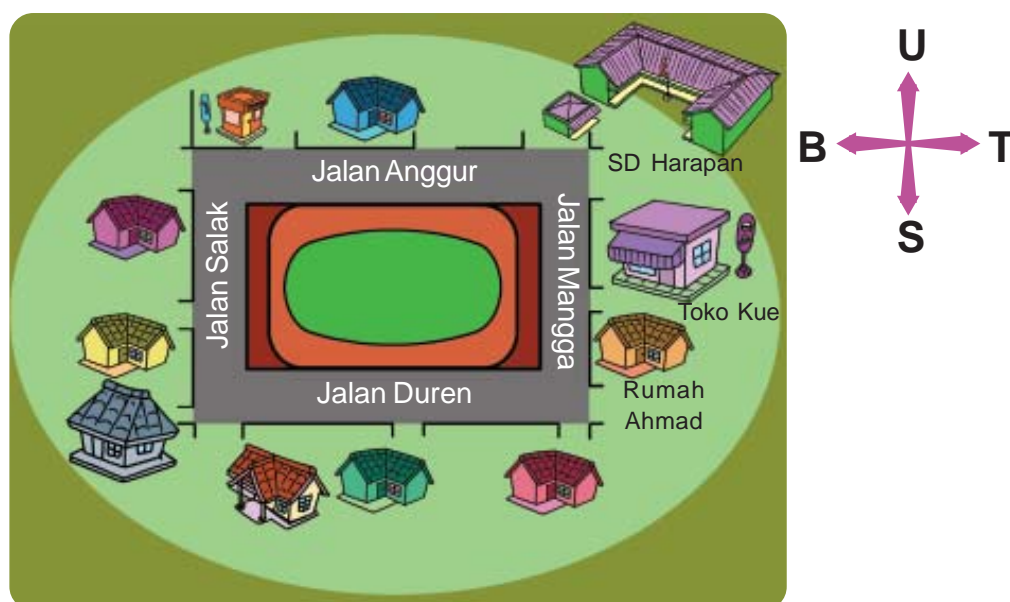 U
B
T
S
Jalan Anggur
SD Harapan
Jalan Salak
Jalan Mangga
Toko Kue
Jalan Duren
Rumah
Ahmad